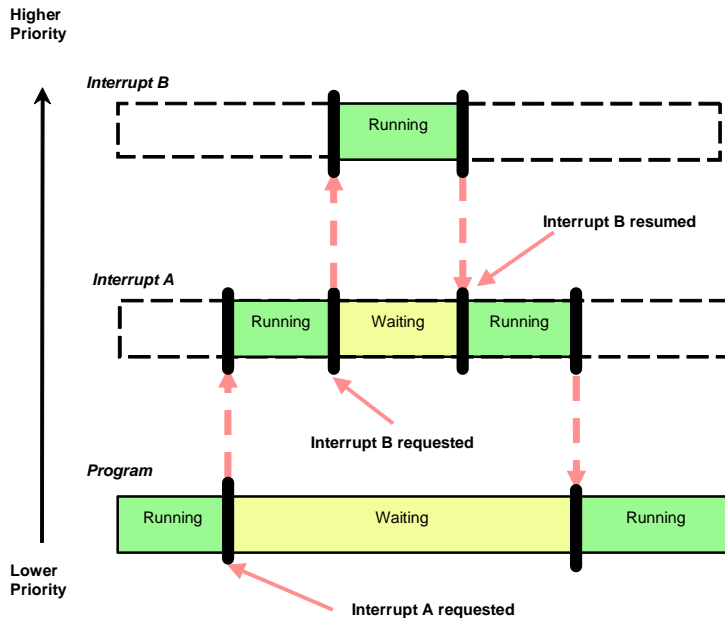 Higher
Priority
Interrupt B
Running
Interrupt B resumed
Interrupt A
Running
Waiting
Running
Interrupt B requested
Program
Running
Waiting
Running
Lower
Priority
Interrupt A requested